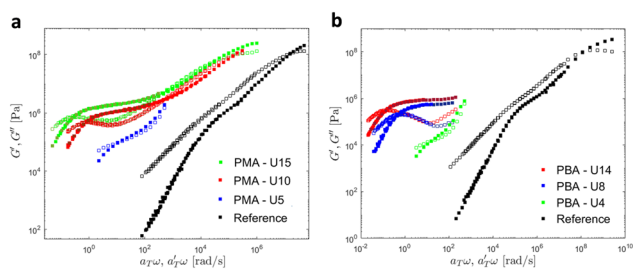 a
b
10^8
10^6
10^4
10^2
G', G'' [Pa]
PMA - U15
PMA - U10
PMA - U5
Reference
10^0
10^2
10^4
10^6
a_Tω, a'_Tω [rad/s]
10^8
10^6
10^4
10^2
10^0
G', G'' [Pa]
PBA - U14
PBA - U8
PBA - U4
Reference
10^-2
10^0
10^2
10^4
10^6
10^8
10^10
a_Tω, a'_Tω [rad/s]